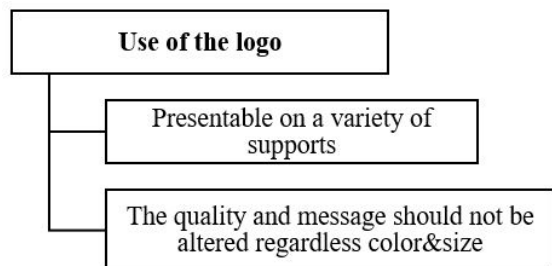 Use of the logo
Presentable on a variety of
supports
The quality and message should not be
altered regardless color&size